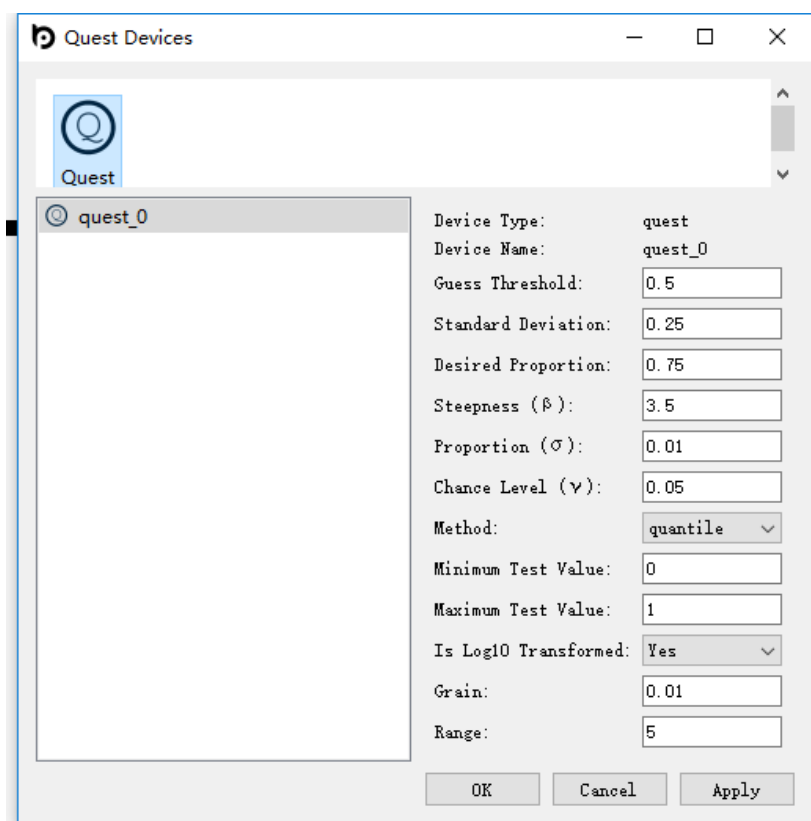 Quest Devices
Quest
quest_0
Device Type: quest
Device Name: quest_0
Guess Threshold: 0.5
Standard Deviation: 0.25
Desired Proportion: 0.75
Steepness (β): 3.5
Proportion (σ): 0.01
Chance Level (γ): 0.05
Method: quantile
Minimum Test Value: 0
Maximum Test Value: 1
Is Log10 Transformed: Yes
Grain: 0.01
Range: 5
OK Cancel Apply